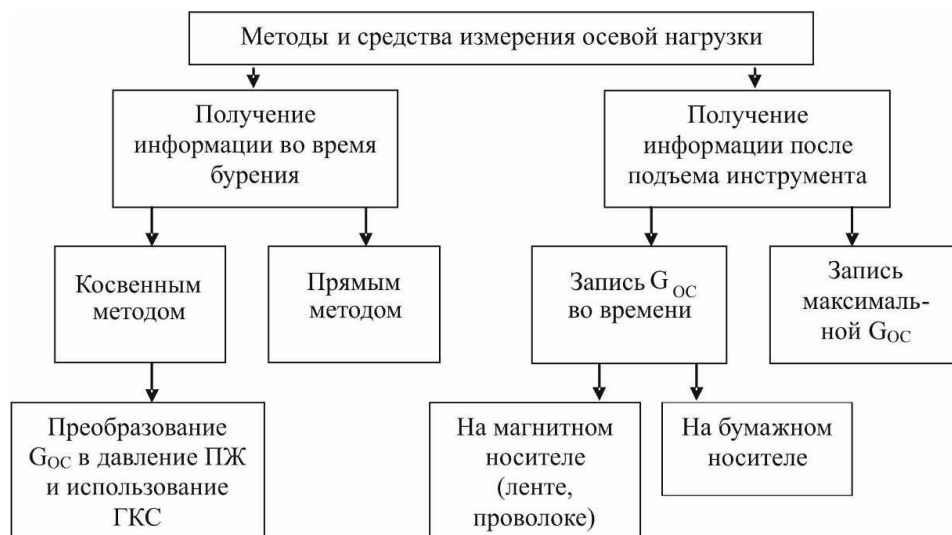 Методы и средства измерения осевой нагрузки
Получение
информации во время
бурения
Получение
информации после
подъема инструмента
Косвенным
методом
Прямым
методом
Запись GОС
во времени
Запись
максималь-
ной GОС
Преобразование
GОС в давление ПЖ
и использование
ГКС
На магнитном
носителе
(ленте,
проволоке)
На бумажном
носителе